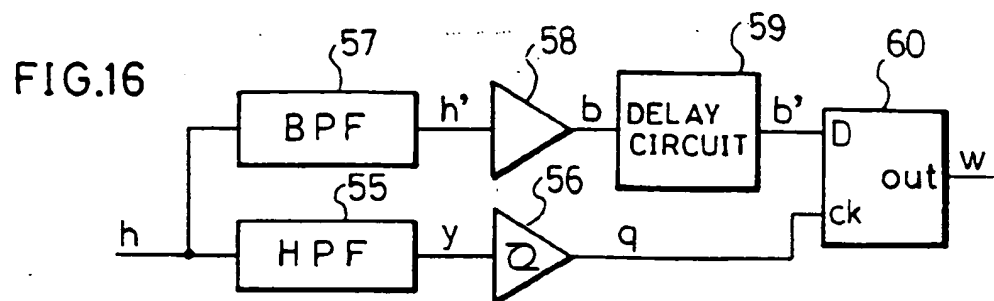 FIG.16
57
58
59
60
BPF
h'
b
DELAY
CIRCUIT
b'
D
out
w
ck
55
56
h
HPF
y
q